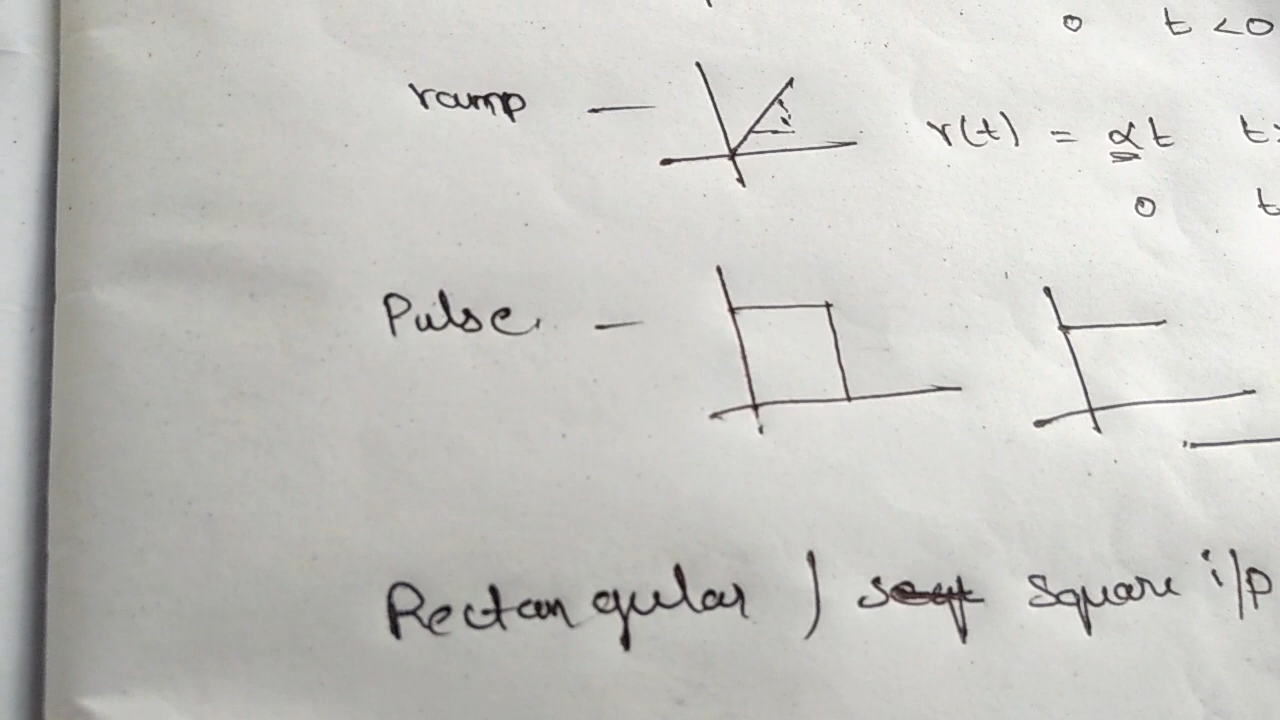 0 t <0
ramp — r(t) = αt t
0 t
Pulse. —
Rectangular / square i/p